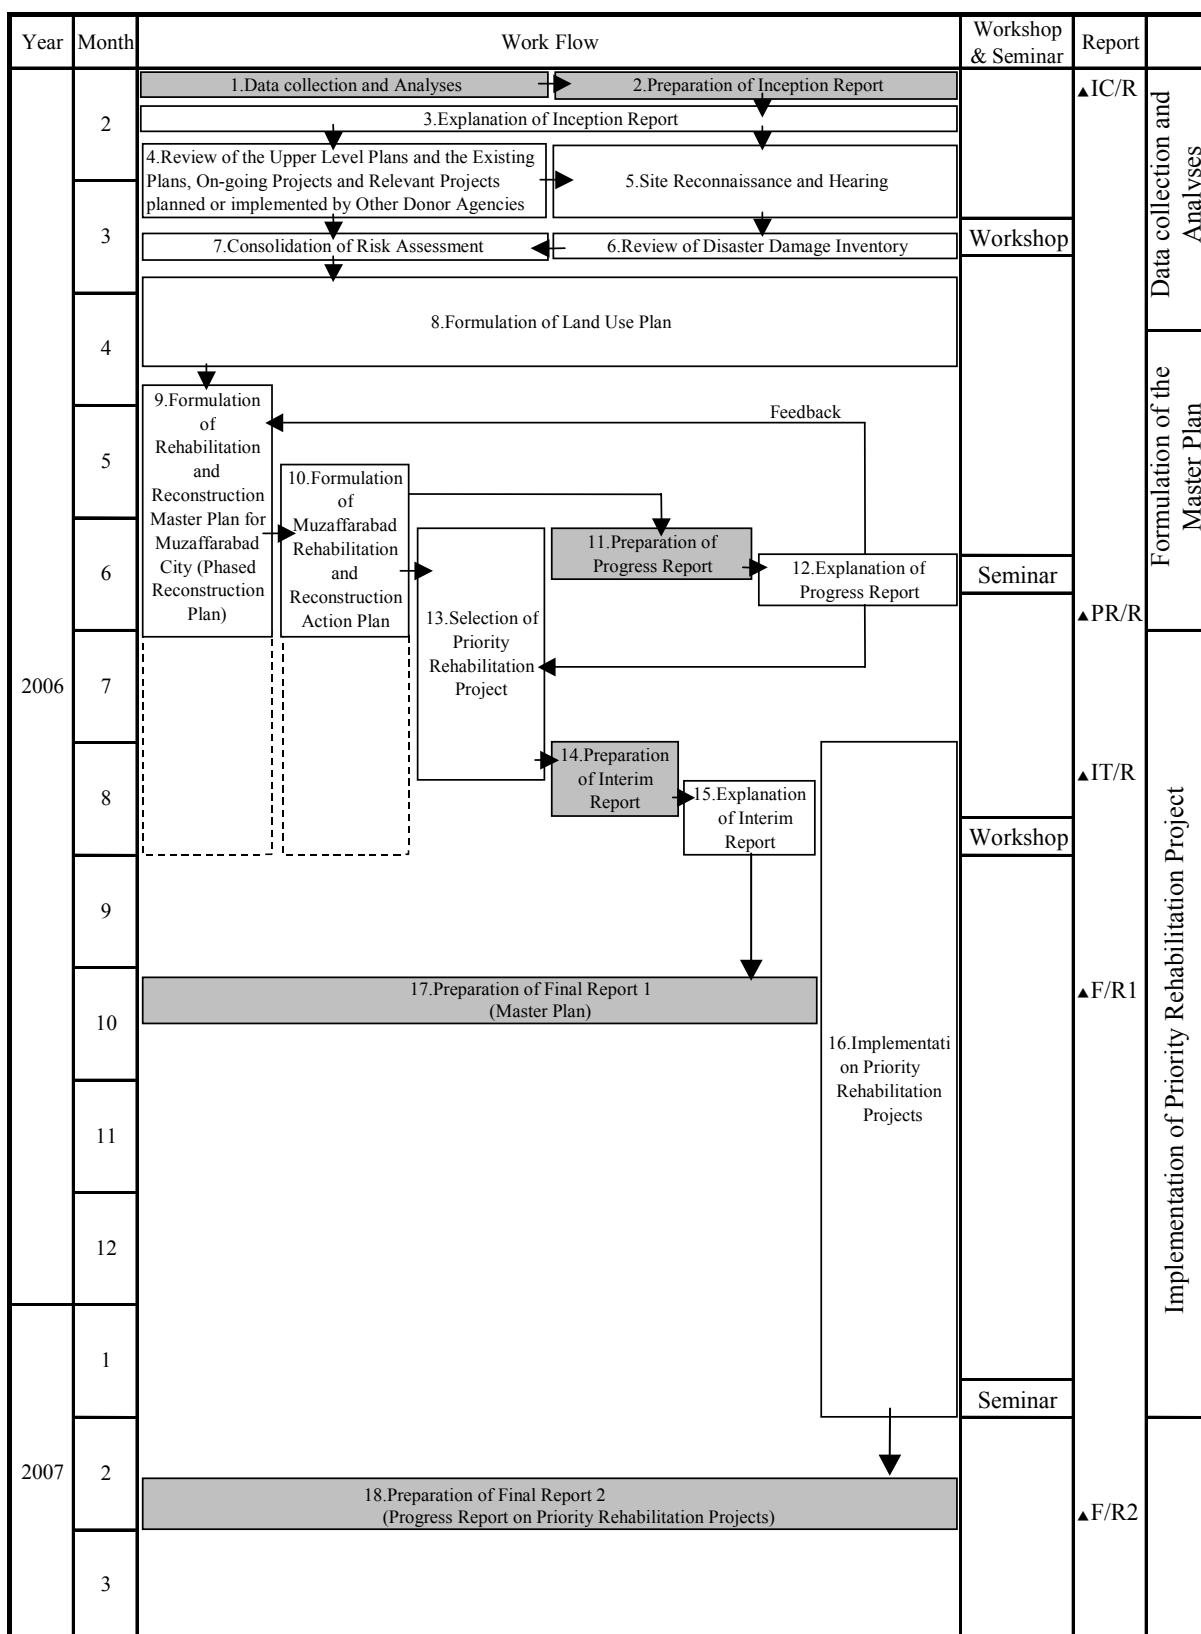 Year
Month
Work Flow
Workshop
& Seminar
Report
1.Data collection and Analyses
2.Preparation of Inception Report
▲IC/R
2
3.Explanation of Inception Report
4.Review of the Upper Level Plans and the Existing
Plans, On-going Projects and Relevant Projects
planned or implemented by Other Donor Agencies
5.Site Reconnaissance and Hearing
Data collection and
Analyses
3
7.Consolidation of Risk Assessment
6.Review of Disaster Damage Inventory
Workshop
8.Formulation of Land Use Plan
4
9.Formulation
of
Rehabilitation
and
Reconstruction
Master Plan for
Muzaffarabad
City (Phased
Reconstruction
Plan)
Feedback
5
10.Formulation
of
Muzaffarabad
Rehabilitation
and
Reconstruction
Action Plan
Formulation of the
Master Plan
11.Preparation of
Progress Report
12.Explanation of
Progress Report
6
Seminar
13.Selection of
Priority
Rehabilitation
Project
▲PR/R
2006
7
14.Preparation
of Interim
Report
15.Explanation
of Interim
Report
▲IT/R
8
Workshop
9
17.Preparation of Final Report 1
(Master Plan)
▲F/R1
10
16.Implementati
on Priority
Rehabilitation
Projects
Implementation of Priority Rehabilitation Project
11
12
1
Seminar
2007
2
18.Preparation of Final Report 2
(Progress Report on Priority Rehabilitation Projects)
▲F/R2
3